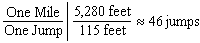 One Mile | 5,280 feet ≈ 46 jumps
One Jump | 115 feet